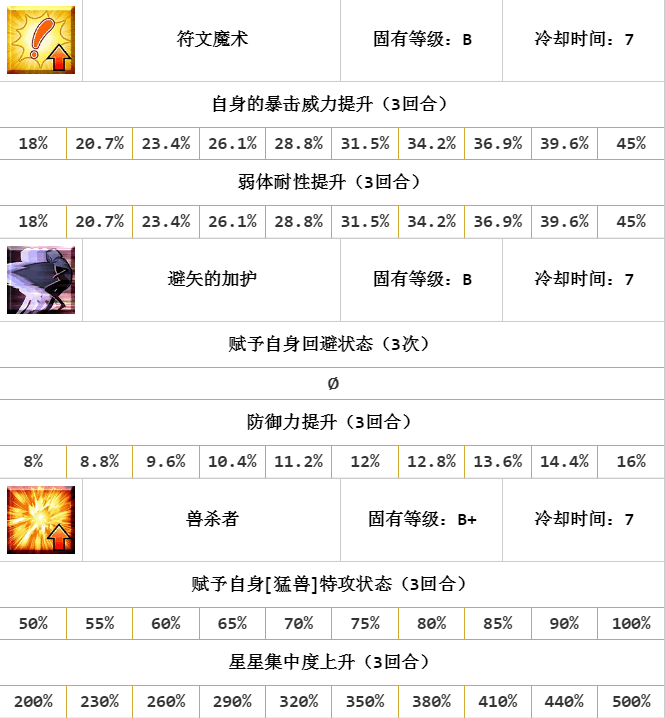 符文魔术 固有等级：B 冷却时间：7
自身的暴击威力提升（3回合）
18% 20.7% 23.4% 26.1% 28.8% 31.5% 34.2% 36.9% 39.6% 45%
弱体耐性提升（3回合）
18% 20.7% 23.4% 26.1% 28.8% 31.5% 34.2% 36.9% 39.6% 45%
避矢的加护 固有等级：B 冷却时间：7
赋予自身回避状态（3次）
Ø
防御力提升（3回合）
8% 8.8% 9.6% 10.4% 11.2% 12% 12.8% 13.6% 14.4% 16%
兽杀者 固有等级：B+ 冷却时间：7
赋予自身[猛兽]特攻状态（3回合）
50% 55% 60% 65% 70% 75% 80% 85% 90% 100%
星星集中度上升（3回合）
200% 230% 260% 290% 320% 350% 380% 410% 440% 500%